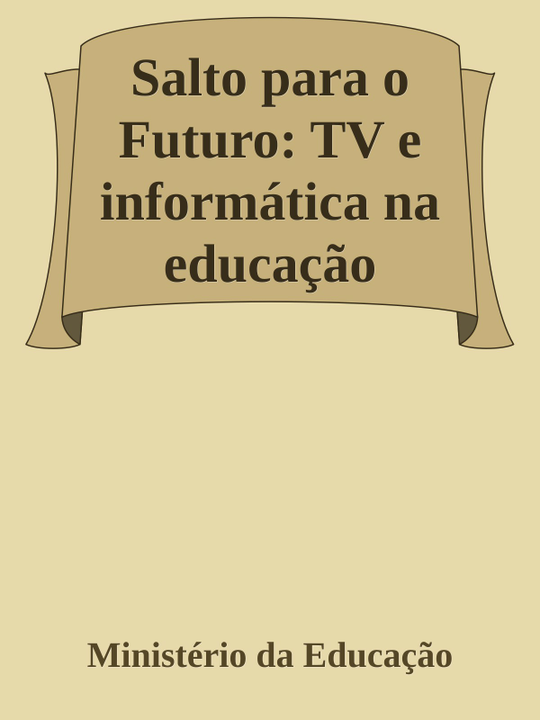 Salto para o
Futuro: TV e
informática na
educação
Ministério da Educação